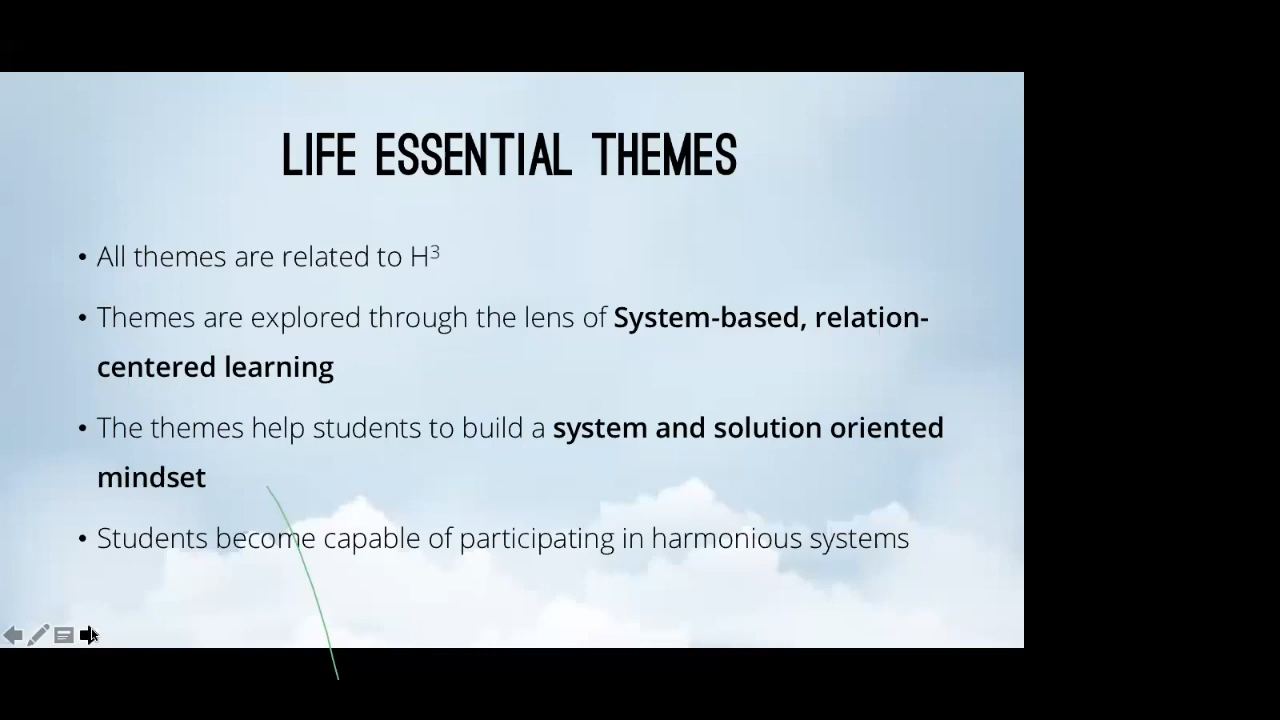 LIFE ESSENTIAL THEMES
• All themes are related to H³
• Themes are explored through the lens of System-based, relation-
centered learning
• The themes help students to build a system and solution oriented
mindset
• Students become capable of participating in harmonious systems